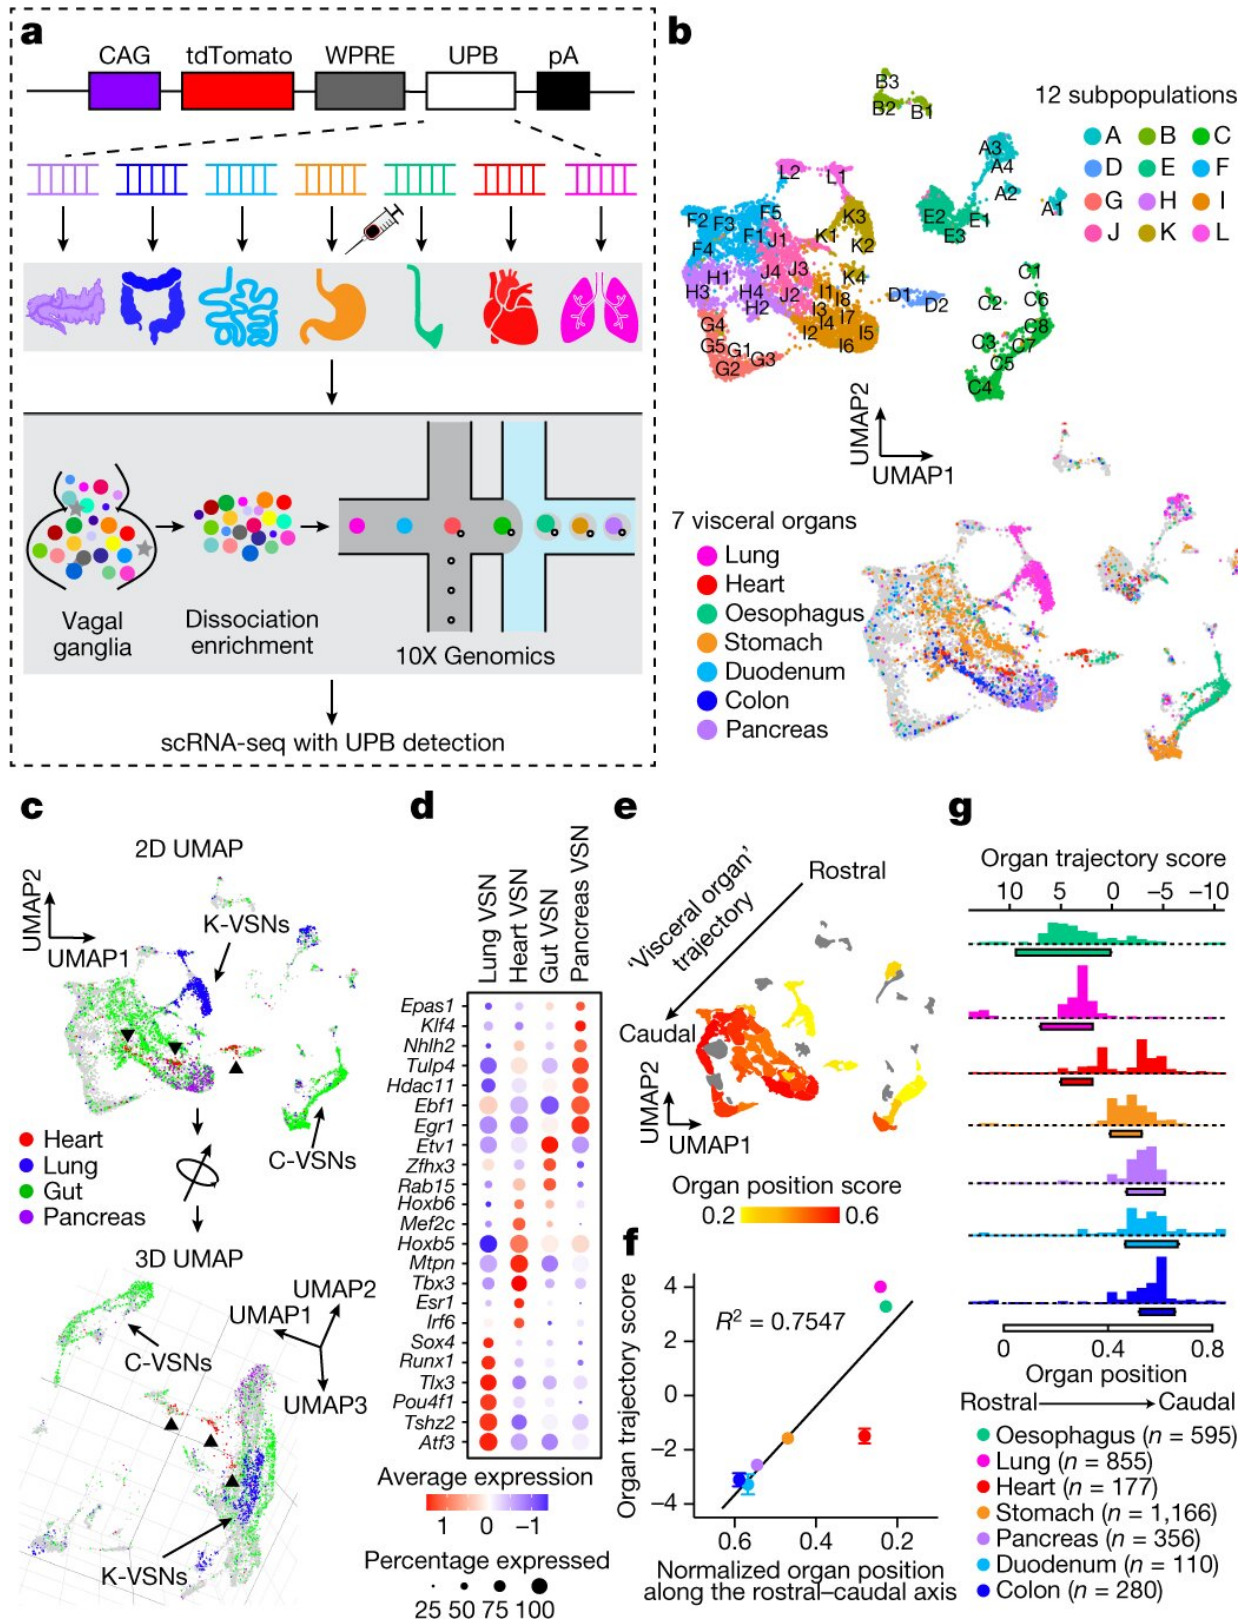 a
CAG tdTomato WPRE UPB pA
Vagal
ganglia
Dissociation
enrichment
10X Genomics
scRNA-seq with UPB detection
b
12 subpopulations
A B C
D E F
G H I
J K L
B3
B2 B1
A3
A4
A2
A1
E2 E1
E3
L2 L1
F2 F3 F5
F1
F4
K3
K1
K2
K4
J1
J4 J3
J2
H1
H3 H4
H2
I1
I8
I3
I7
I4
I2 I5
I6
G4
G5 G1
G2 G3
D1 D2
C1
C2 C6
C8
C3 C7
C5
C4
UMAP2
UMAP1
7 visceral organs
Lung
Heart
Oesophagus
Stomach
Duodenum
Colon
Pancreas
c
2D UMAP
UMAP2
UMAP1
K-VSNs
C-VSNs
Heart
Lung
Gut
Pancreas
3D UMAP
UMAP2
UMAP1
UMAP3
C-VSNs
K-VSNs
d
Lung VSN
Heart VSN
Gut VSN
Pancreas VSN
Epas1
Klf4
Nhlh2
Tulp4
Hdac11
Ebf1
Egr1
Etv1
Zfhx3
Rab15
Hoxb6
Mef2c
Hoxb5
Mtpn
Tbx3
Esr1
Irf6
Sox4
Runx1
Tlx3
Pou4f1
Tshz2
Atf3
Average expression
1 0 −1
Percentage expressed
25 50 75 100
e
'Visceral organ'
trajectory
Rostral
Caudal
UMAP2
UMAP1
Organ position score
0.2 0.6
f
Organ trajectory score
4
2
0
−2
−4
R² = 0.7547
0.6 0.4 0.2
Normalized organ position
along the rostral–caudal axis
g
Organ trajectory score
10 5 0 −5 −10
0 0.4 0.8
Organ position
Rostral Caudal
Oesophagus (n = 595)
Lung (n = 855)
Heart (n = 177)
Stomach (n = 1,166)
Pancreas (n = 356)
Duodenum (n = 110)
Colon (n = 280)